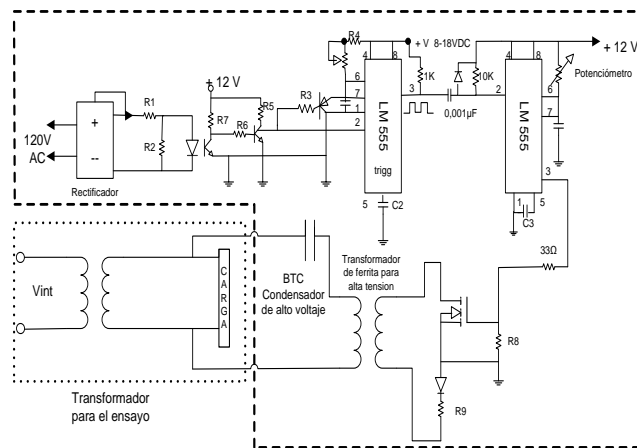 R4
+ V 8-18VDC
+ 12 V
4
8
4
8
1K
10K
Potenciómetro
+ 12 V
6
R3
7
1
2
LM 555
trigg
3
0,001µF
2
LM 555
6
7
3
R1
+
R5
R7
R6
120V
AC
R2
--
Rectificador
5
C2
1
5
C3
33Ω
Vint
CARGA
BTC
Condensador
de alto voltaje
Transformador
de ferrita para
alta tension
R8
R9
Transformador
para el ensayo